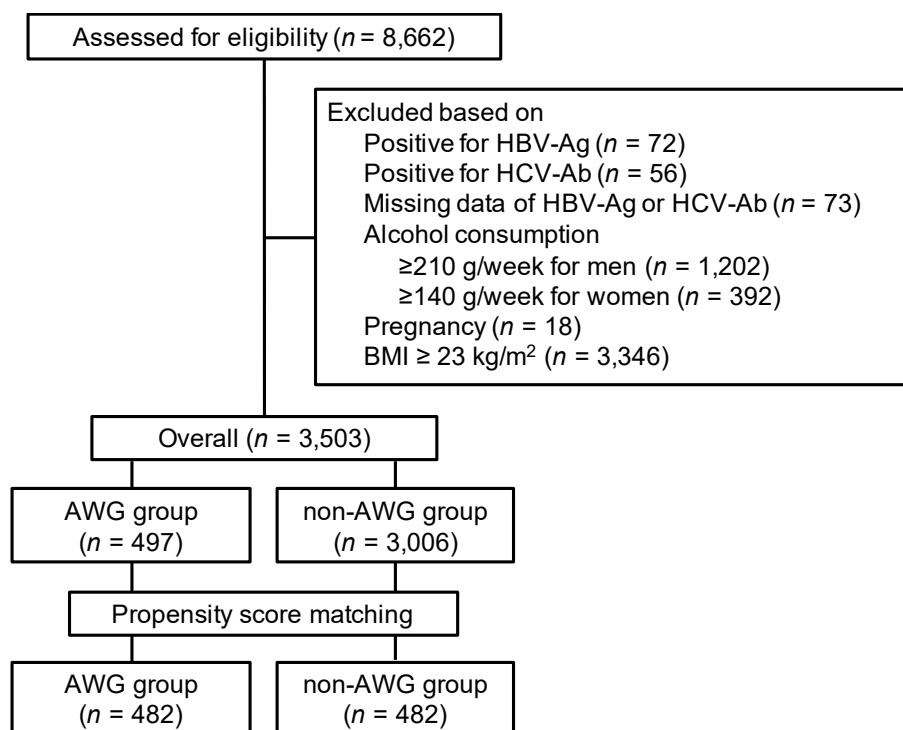 Assessed for eligibility (n = 8,662)
Excluded based on
Positive for HBV-Ag (n = 72)
Positive for HCV-Ab (n = 56)
Missing data of HBV-Ag or HCV-Ab (n = 73)
Alcohol consumption
≥210 g/week for men (n = 1,202)
≥140 g/week for women (n = 392)
Pregnancy (n = 18)
BMI ≥ 23 kg/m² (n = 3,346)
Overall (n = 3,503)
AWG group
(n = 497)
non-AWG group
(n = 3,006)
Propensity score matching
AWG group
(n = 482)
non-AWG group
(n = 482)